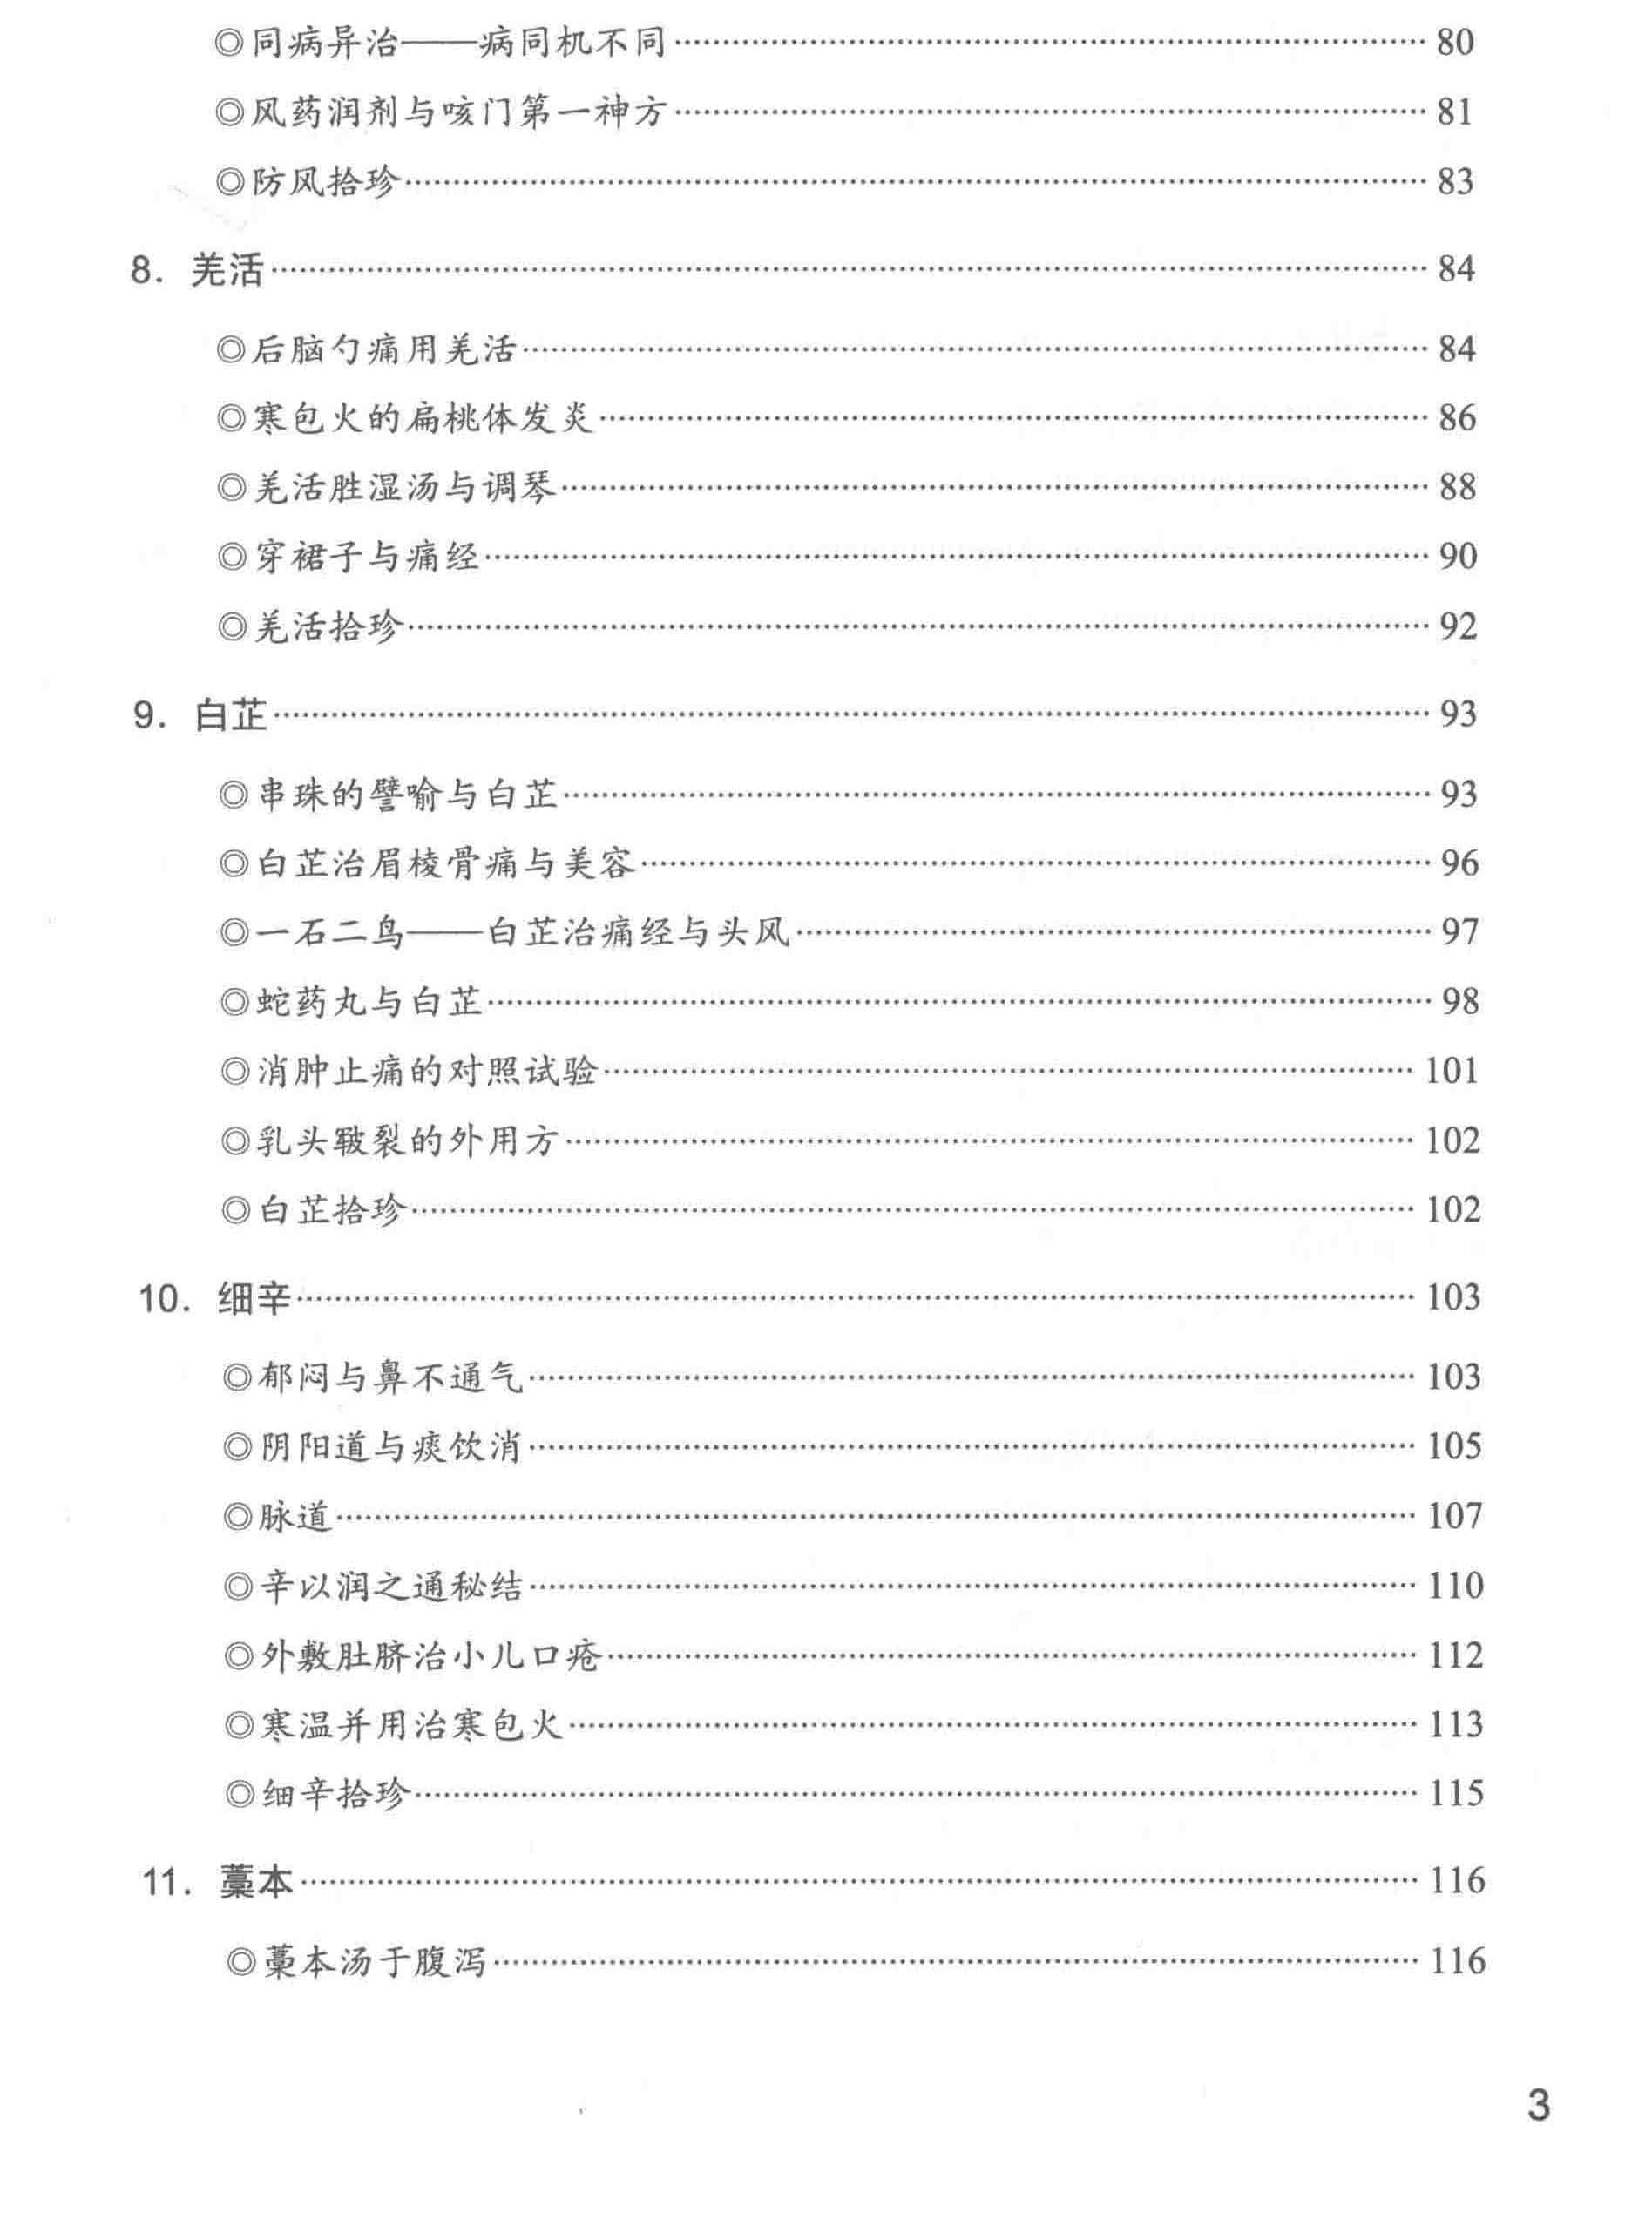 ◎同病异治——病同机不同 80
◎风药润剂与咳门第一神方 81
◎防风拾珍 83
8. 羌活 84
◎后脑勺痛用羌活 84
◎寒包火的扁桃体发炎 86
◎羌活胜湿汤与调琴 88
◎穿裙子与痛经 90
◎羌活拾珍 92
9. 白芷 93
◎串珠的譬喻与白芷 93
◎白芷治眉棱骨痛与美容 96
◎一石二鸟——白芷治痛经与头风 97
◎蛇药丸与白芷 98
◎消肿止痛的对照试验 101
◎乳头皲裂的外用方 102
◎白芷拾珍 102
10. 细辛 103
◎郁闷与鼻不通气 103
◎阴阳道与痰饮消 105
◎脉道 107
◎辛以润之通秘结 110
◎外敷肚脐治小儿口疮 112
◎寒温并用治寒包火 113
◎细辛拾珍 115
11. 藁本 116
◎藁本汤于腹泻 116
3